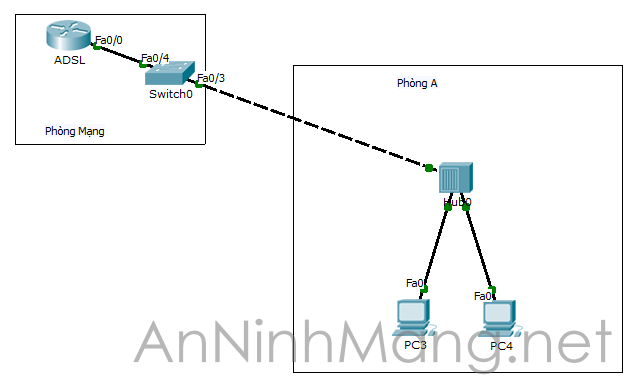 Fa0/0
ADSL
Fa0/4
Fa0/3
Switch0
Phòng Mạng
Phòng A
Hub0
Fa0
Fa0
PC3
PC4
AnNinhMang.net